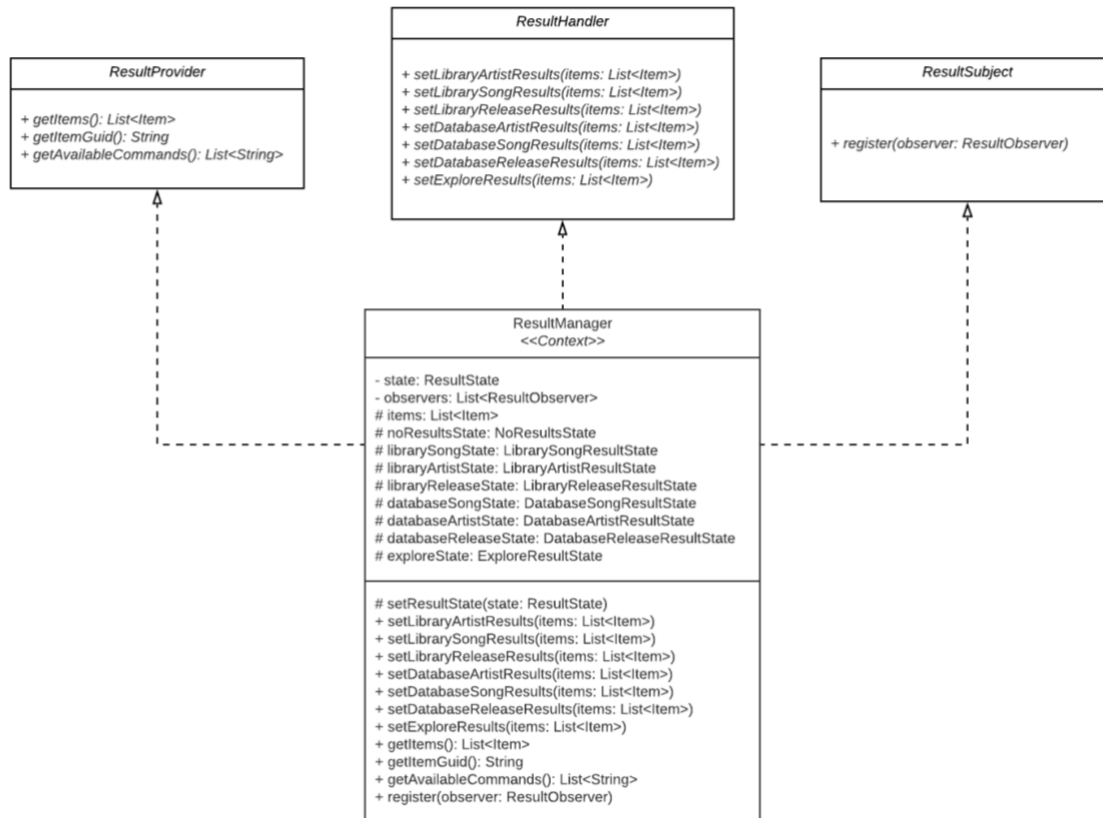 ResultHandler
+ setLibraryArtistResults(items: List<Item>)
+ setLibrarySongResults(items: List<Item>)
+ setLibraryReleaseResults(items: List<Item>)
+ setDatabaseArtistResults(items: List<Item>)
+ setDatabaseSongResults(items: List<Item>)
+ setDatabaseReleaseResults(items: List<Item>)
+ setExploreResults(items: List<Item>)
ResultProvider
+ getItems(): List<Item>
+ getItemGuid(): String
+ getAvailableCommands(): List<String>
ResultSubject
+ register(observer: ResultObserver)
ResultManager
<<Context>>
- state: ResultState
- observers: List<ResultObserver>
# items: List<Item>
# noResultsState: NoResultsState
# librarySongState: LibrarySongResultState
# libraryArtistState: LibraryArtistResultState
# libraryReleaseState: LibraryReleaseResultState
# databaseSongState: DatabaseSongResultState
# databaseArtistState: DatabaseArtistResultState
# databaseReleaseState: DatabaseReleaseResultState
# exploreState: ExploreResultState
# setResultState(state: ResultState)
+ setLibraryArtistResults(items: List<Item>)
+ setLibrarySongResults(items: List<Item>)
+ setLibraryReleaseResults(items: List<Item>)
+ setDatabaseArtistResults(items: List<Item>)
+ setDatabaseSongResults(items: List<Item>)
+ setDatabaseReleaseResults(items: List<Item>)
+ setExploreResults(items: List<Item>)
+ getItems(): List<Item>
+ getItemGuid(): String
+ getAvailableCommands(): List<String>
+ register(observer: ResultObserver)